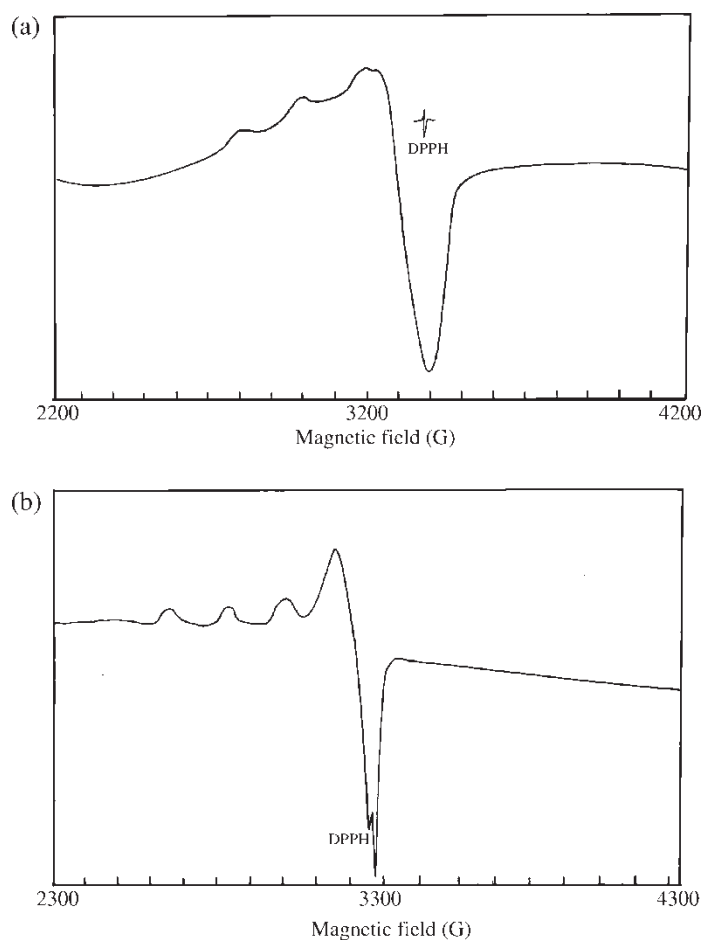 (a)
DPPH
2200 3200 4200
Magnetic field (G)
(b)
DPPH
2300 3300 4300
Magnetic field (G)